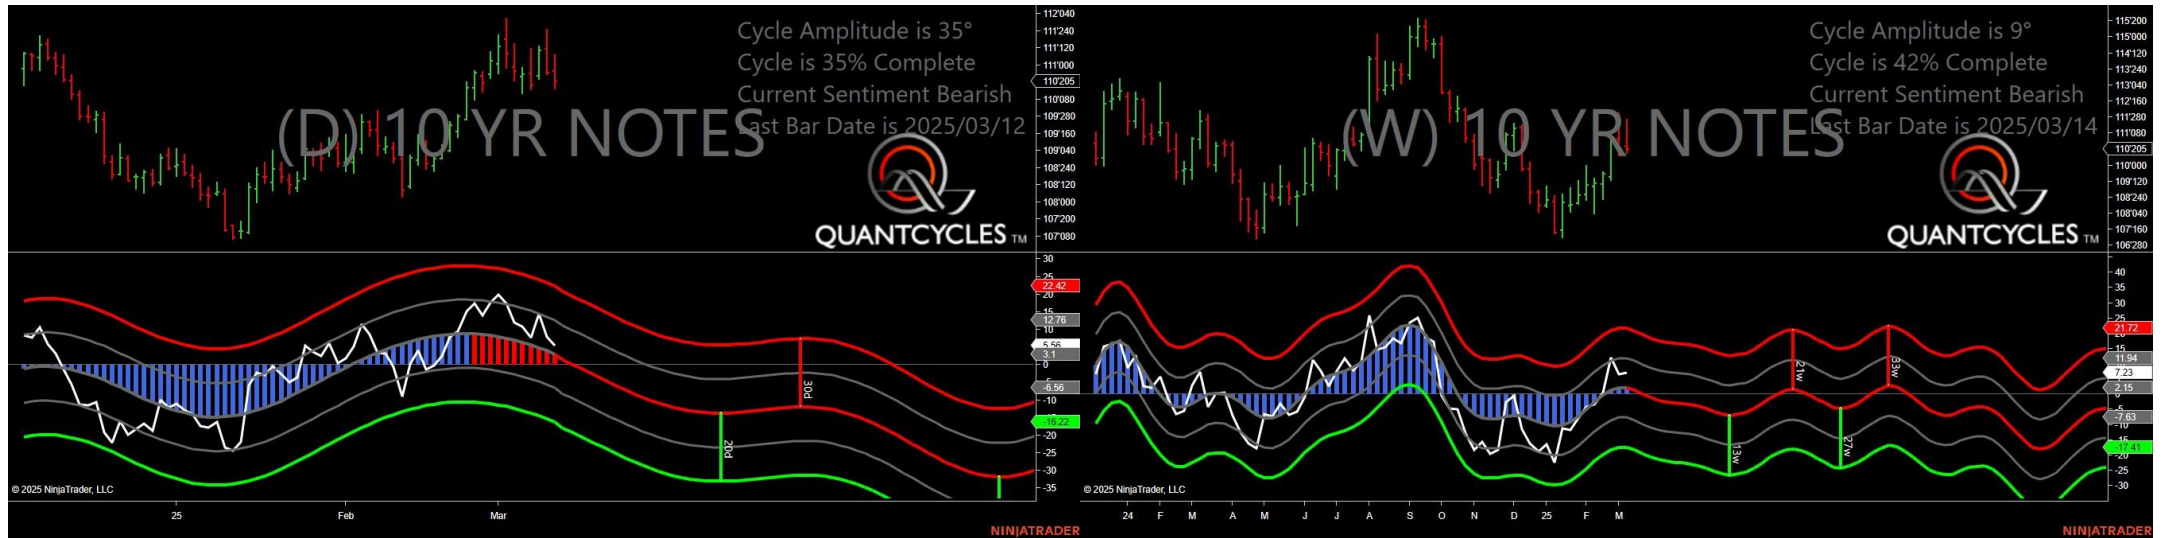 Cycle Amplitude is 35°
Cycle is 35% Complete
Current Sentiment Bearish
Last Bar Date is 2025/03/12
(D) 10 YR NOTES
QUANTCYCLES TM
112'040
111'240
111'120
111'000
110'205
110'080
109'280
109'160
109'040
108'240
108'120
108'000
107'200
107'080
30
25
22.42
20
12.76
10
5.56
3.1
0
-6.56
-10
-16.22
-20
-25
-30
-35
20d
30d
© 2025 NinjaTrader, LLC
25 Feb Mar
NINJATRADER
Cycle Amplitude is 9°
Cycle is 42% Complete
Current Sentiment Bearish
Last Bar Date is 2025/03/14
(W) 10 YR NOTES
QUANTCYCLES TM
115'200
115'000
114'120
113'240
113'040
112'160
111'280
111'080
110'205
110'000
109'120
108'240
108'040
107'160
106'280
40
35
30
25
21.72
15
11.94
7.23
2.15
-5
-7.63
-10
-15
-17.41
-20
-25
-30
13w
21w
27w
33w
© 2025 NinjaTrader, LLC
24 F M A M J J A S O N D 25 F M
NINJATRADER